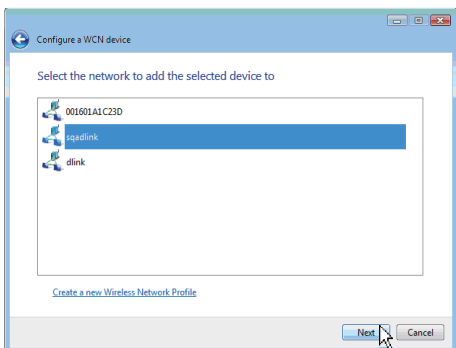 Configure a WCN device
Select the network to add the selected device to
001601A1C23D
sqadlink
dlink
Create a new Wireless Network Profile
Next
Cancel